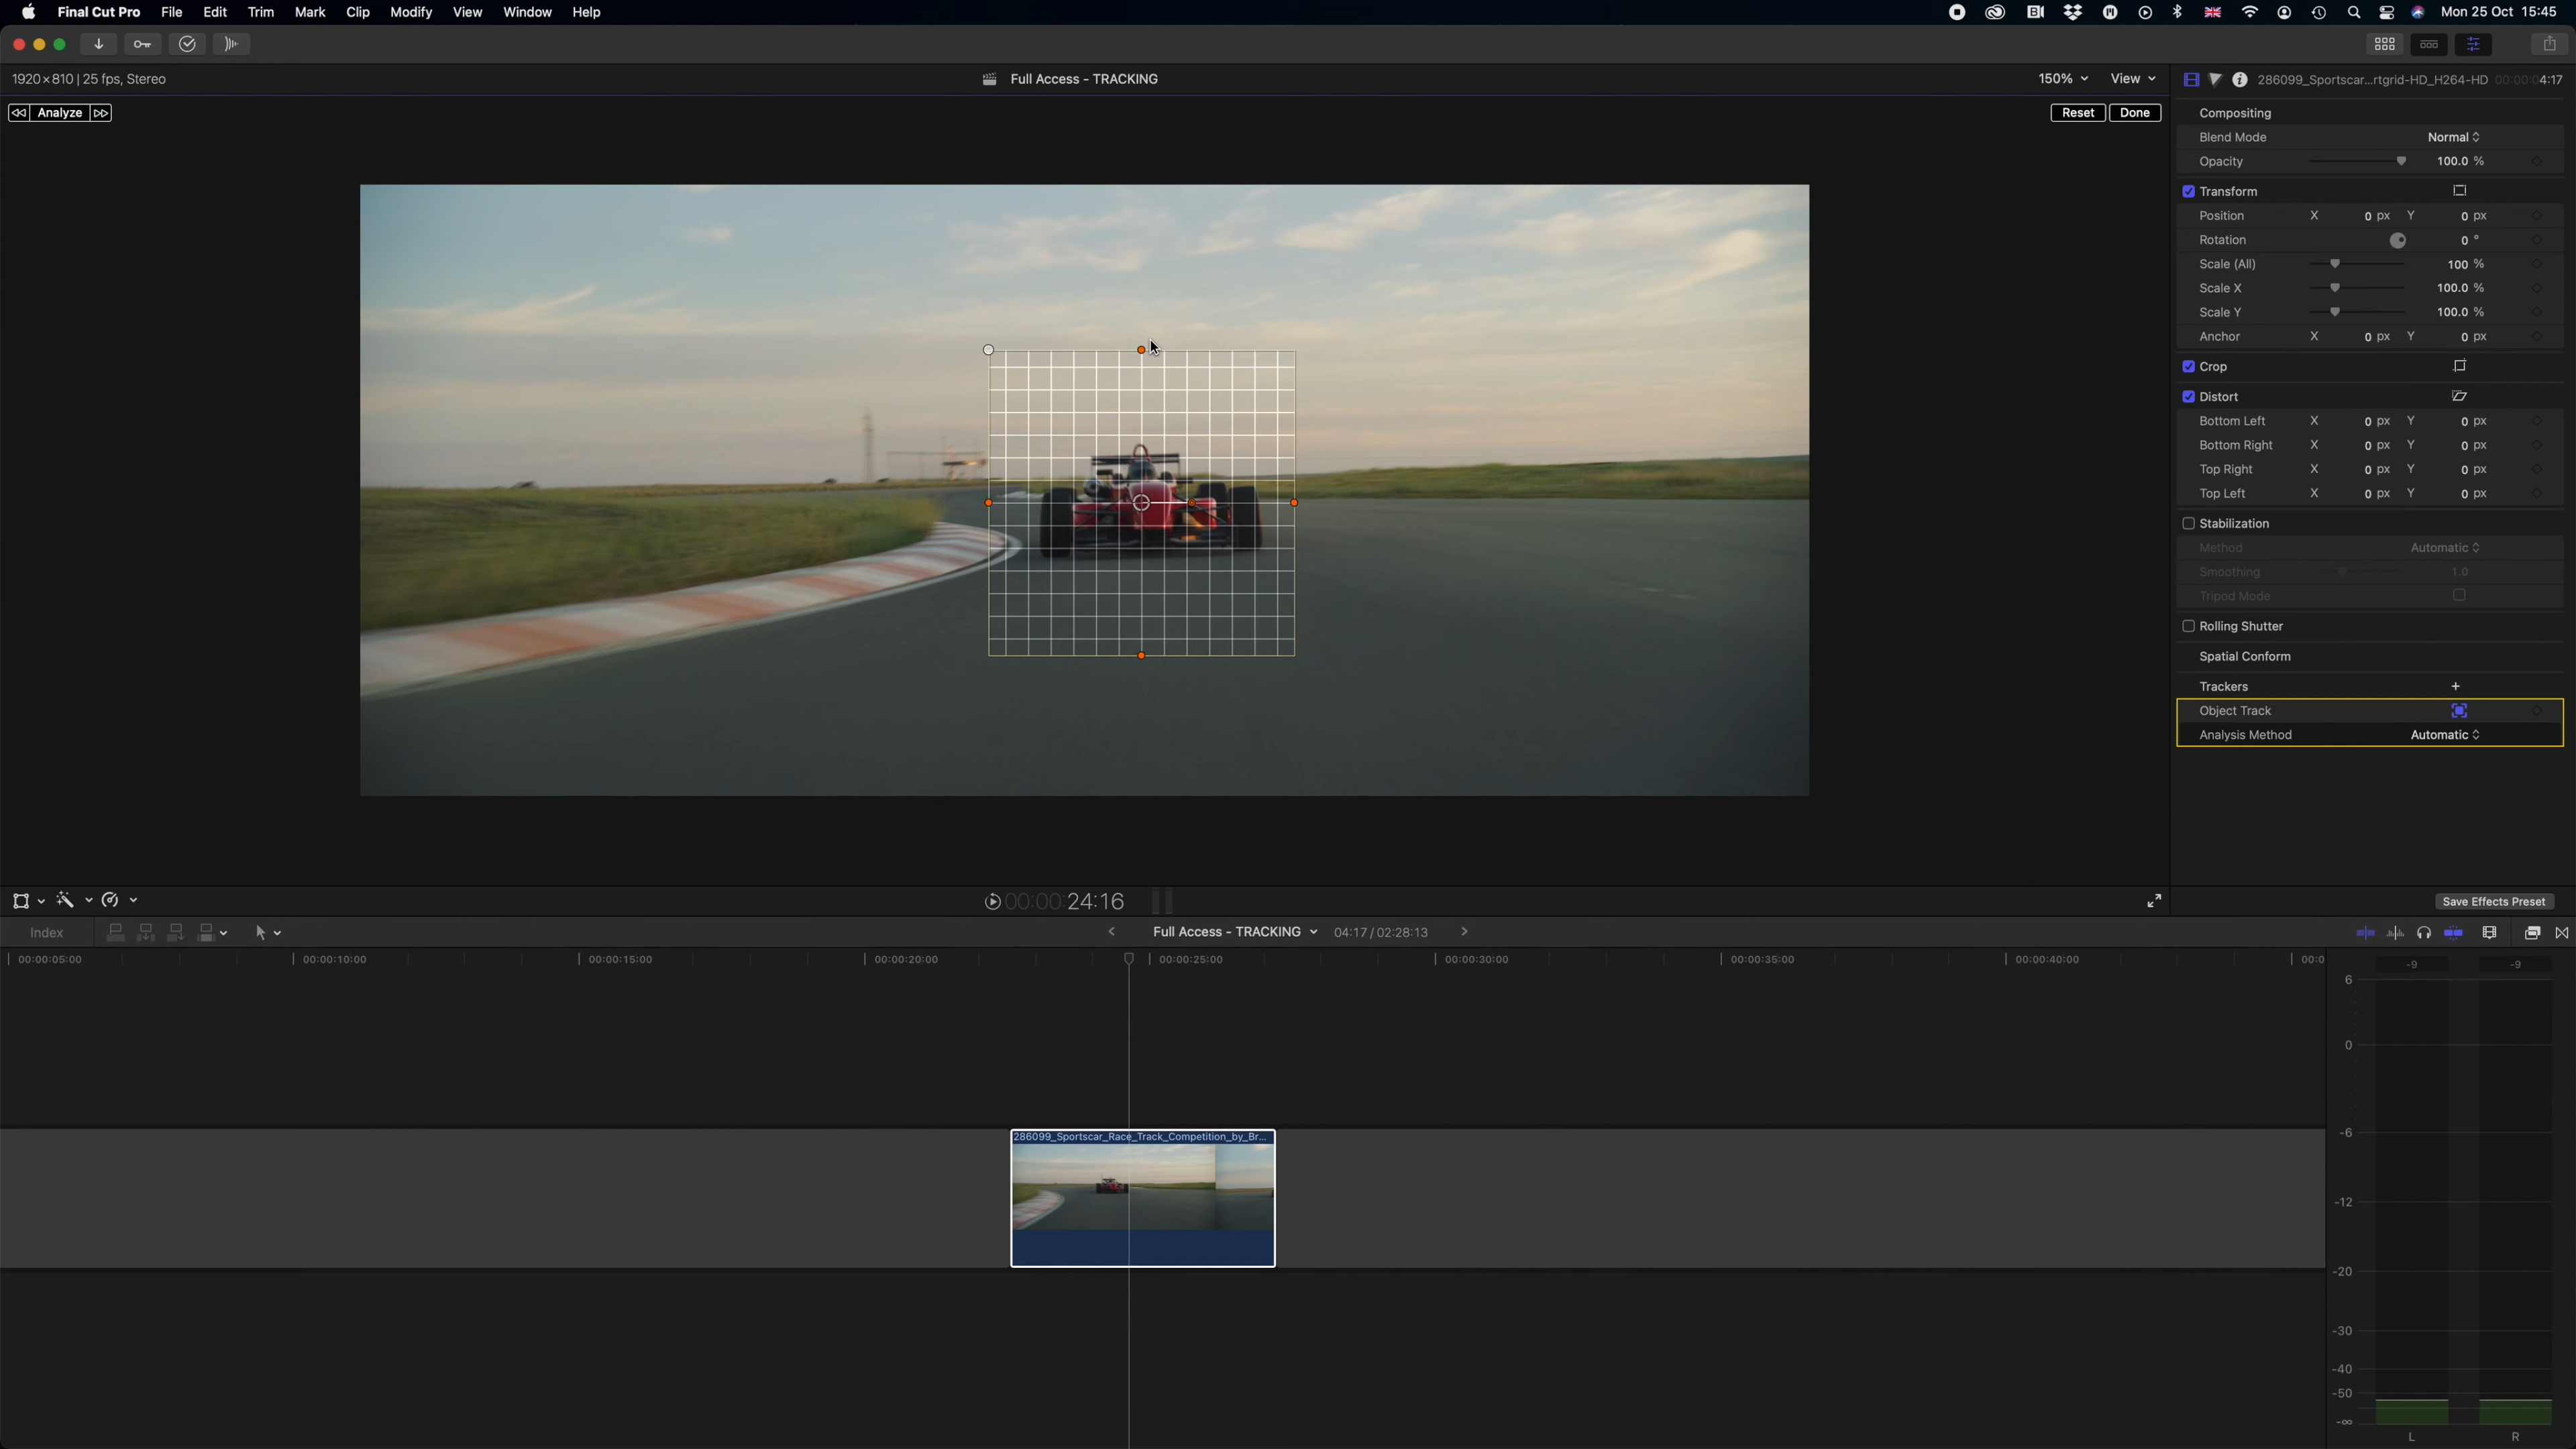 Final Cut Pro File Edit Trim Mark Clip Modify View Window Help Mon 25 Oct 15:45
1920×810 | 25 fps, Stereo Full Access - TRACKING 150% View 286099_Sportscar...rtgrid-HD_H264-HD 00:00:04:17
Analyze Reset Done
Compositing
Blend Mode Normal
Opacity 100.0 %
Transform
Position X 0 px Y 0 px
Rotation 0 °
Scale (All) 100 %
Scale X 100.0 %
Scale Y 100.0 %
Anchor X 0 px Y 0 px
Crop
Distort
Bottom Left X 0 px Y 0 px
Bottom Right X 0 px Y 0 px
Top Right X 0 px Y 0 px
Top Left X 0 px Y 0 px
Stabilization
Method Automatic
Smoothing 1.0
Tripod Mode
Rolling Shutter
Spatial Conform
Trackers +
Object Track
Analysis Method Automatic
00:00:24:16 Save Effects Preset
Index Full Access - TRACKING 04:17 / 02:28:13
00:00:05:00 00:00:10:00 00:00:15:00 00:00:20:00 00:00:25:00 00:00:30:00 00:00:35:00 00:00:40:00 00:0
-9 -9
6
0
286099_Sportscar_Race_Track_Competition_by_Br...
-6
-12
-20
-30
-40
-50
-∞
L R